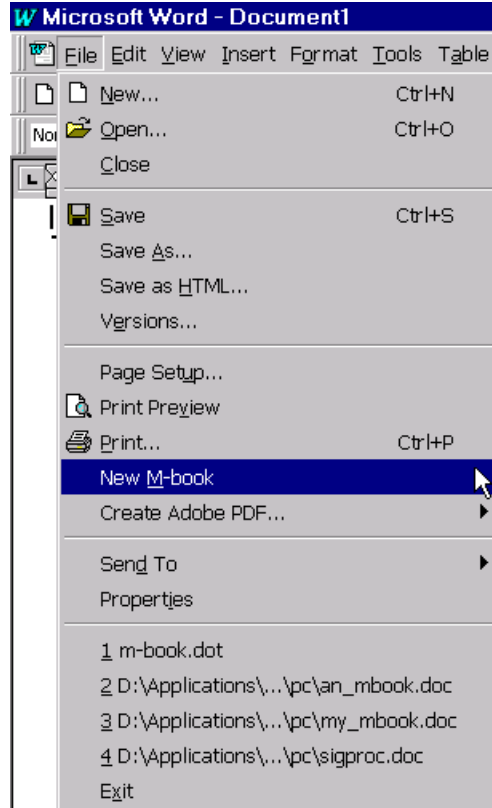 Microsoft Word - Document1
File Edit View Insert Format Tools Table
New... Ctrl+N
Open... Ctrl+O
Close
Save Ctrl+S
Save As...
Save as HTML...
Versions...
Page Setup...
Print Preview
Print... Ctrl+P
New M-book
Create Adobe PDF...
Send To
Properties
1 m-book.dot
2 D:\Applications\...\pc\an_mbook.doc
3 D:\Applications\...\pc\my_mbook.doc
4 D:\Applications\...\pc\sigproc.doc
Exit